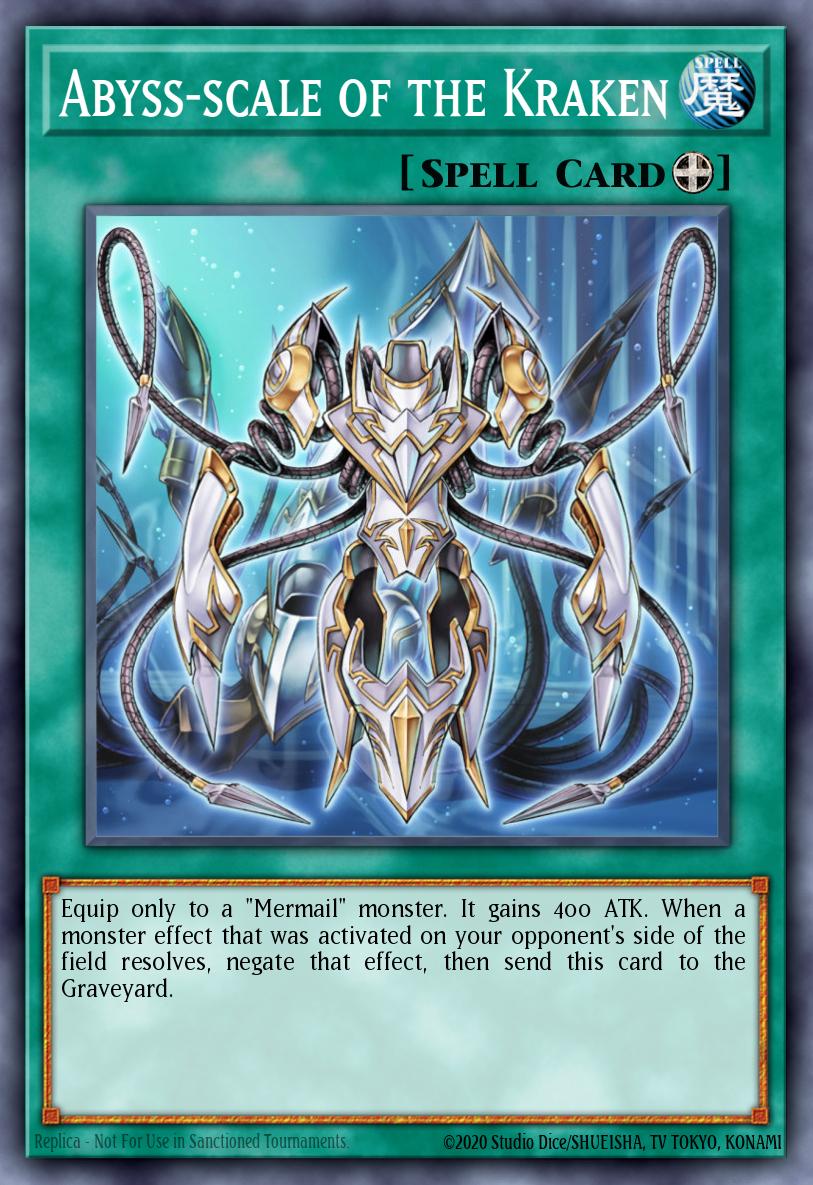 Abyss-scale of the Kraken
SPELL
魔
[Spell Card]
Equip only to a "Mermail" monster. It gains 400 ATK. When a
monster effect that was activated on your opponent's side of the
field resolves, negate that effect, then send this card to the
Graveyard.
Replica - Not For Use in Sanctioned Tournaments.
©2020 Studio Dice/SHUEISHA, TV TOKYO, KONAMI